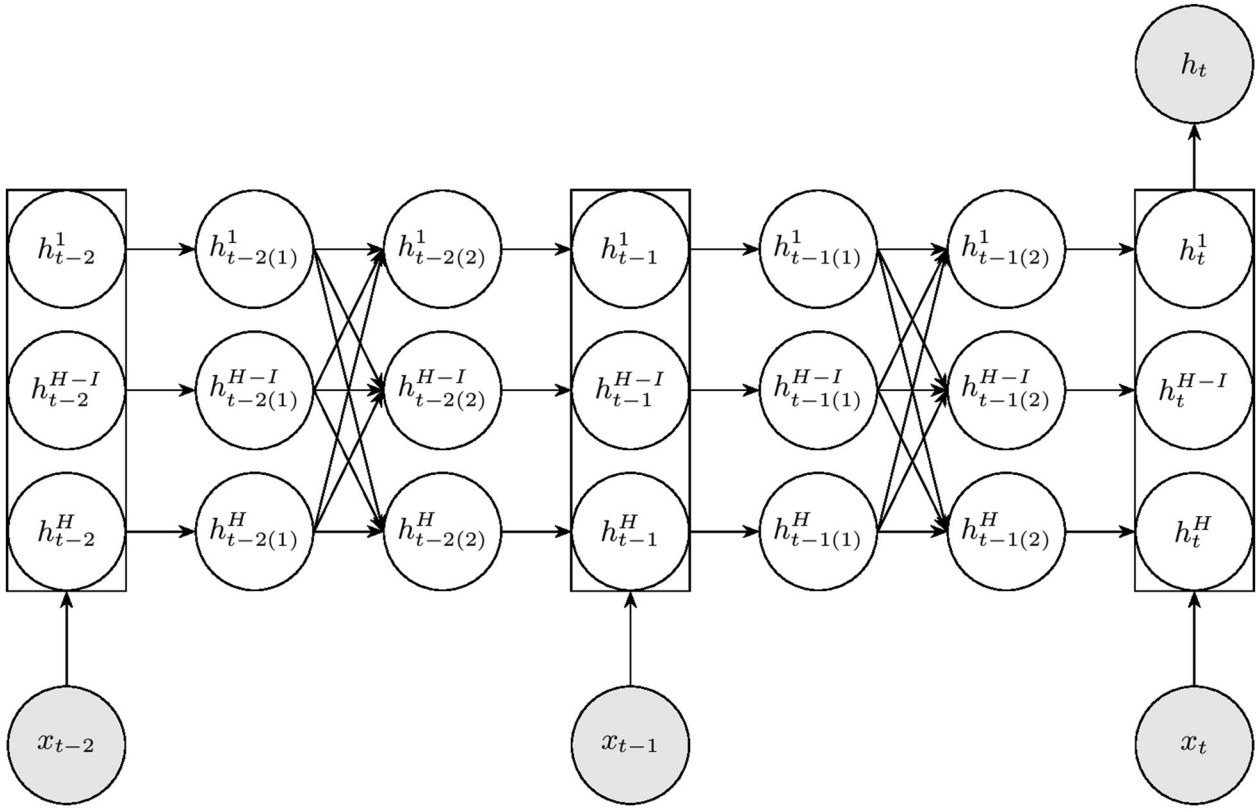 h_t
h^1_{t-2} h^1_{t-2(1)} h^1_{t-2(2)} h^1_{t-1} h^1_{t-1(1)} h^1_{t-1(2)} h^1_t
h^{H-I}_{t-2} h^{H-I}_{t-2(1)} h^{H-I}_{t-2(2)} h^{H-I}_{t-1} h^{H-I}_{t-1(1)} h^{H-I}_{t-1(2)} h^{H-I}_t
h^H_{t-2} h^H_{t-2(1)} h^H_{t-2(2)} h^H_{t-1} h^H_{t-1(1)} h^H_{t-1(2)} h^H_t
x_{t-2} x_{t-1} x_t